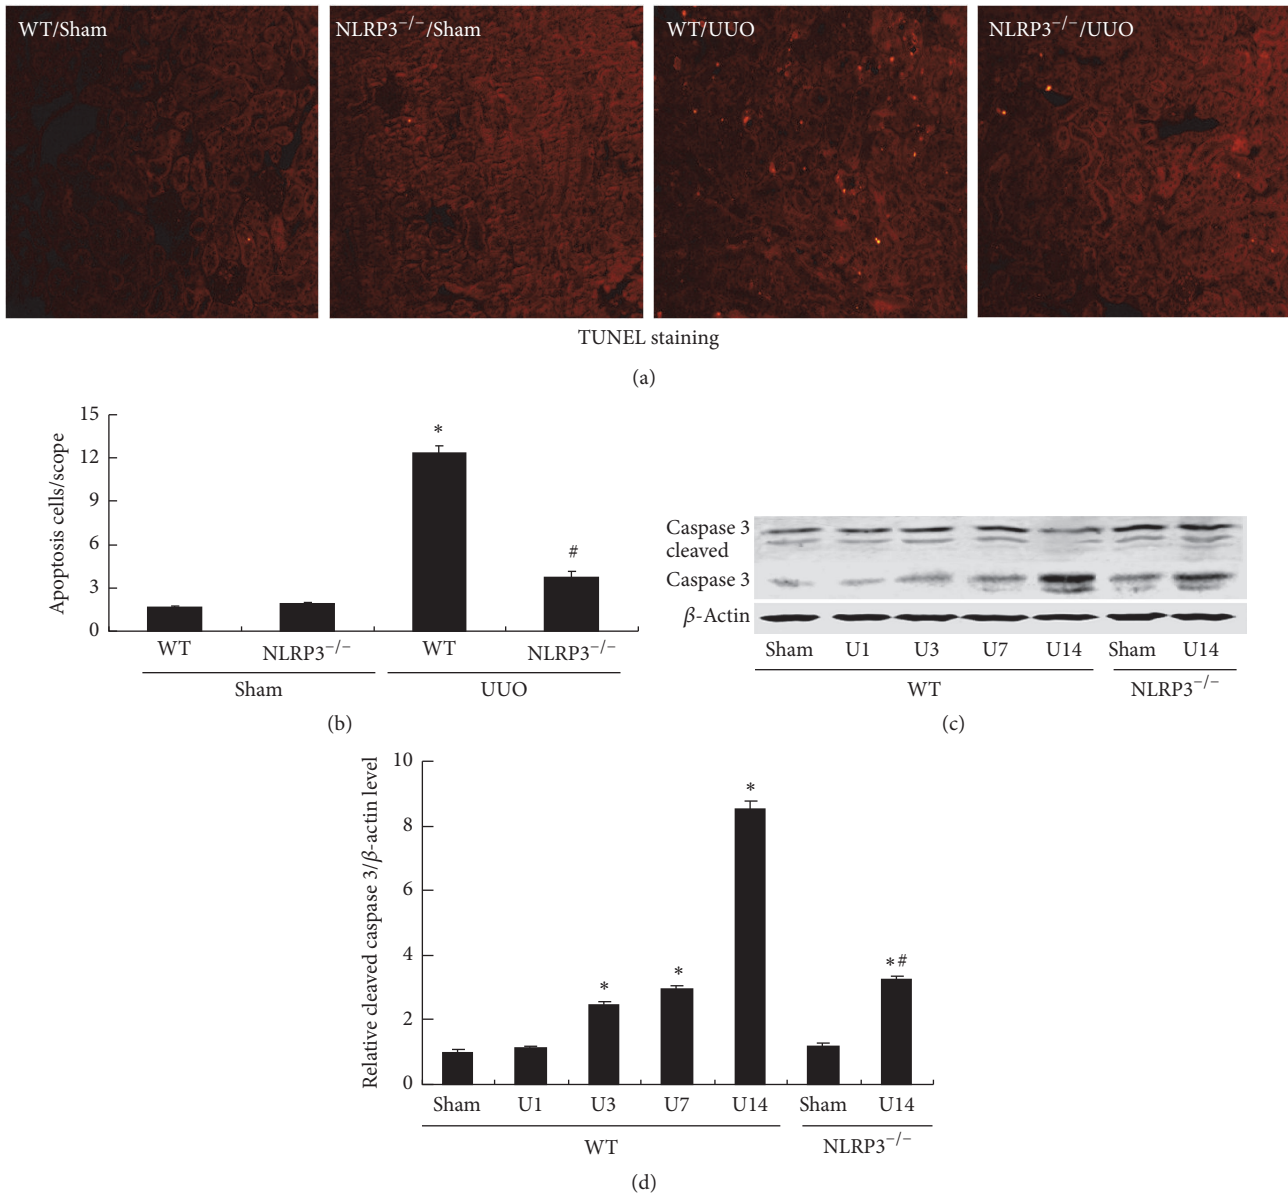 WT/Sham
NLRP3−/−/Sham
WT/UUO
NLRP3−/−/UUO
TUNEL staining
(a)
Apoptosis cells/scope
15
12
9
6
3
0
*
#
WT
NLRP3−/−
WT
NLRP3−/−
Sham
UUO
(b)
Caspase 3
cleaved
Caspase 3
β-Actin
Sham
U1
U3
U7
U14
Sham
U14
WT
NLRP3−/−
(c)
Relative cleaved caspase 3/β-actin level
10
8
6
4
2
0
*
*
*
*#
Sham
U1
U3
U7
U14
Sham
U14
WT
NLRP3−/−
(d)